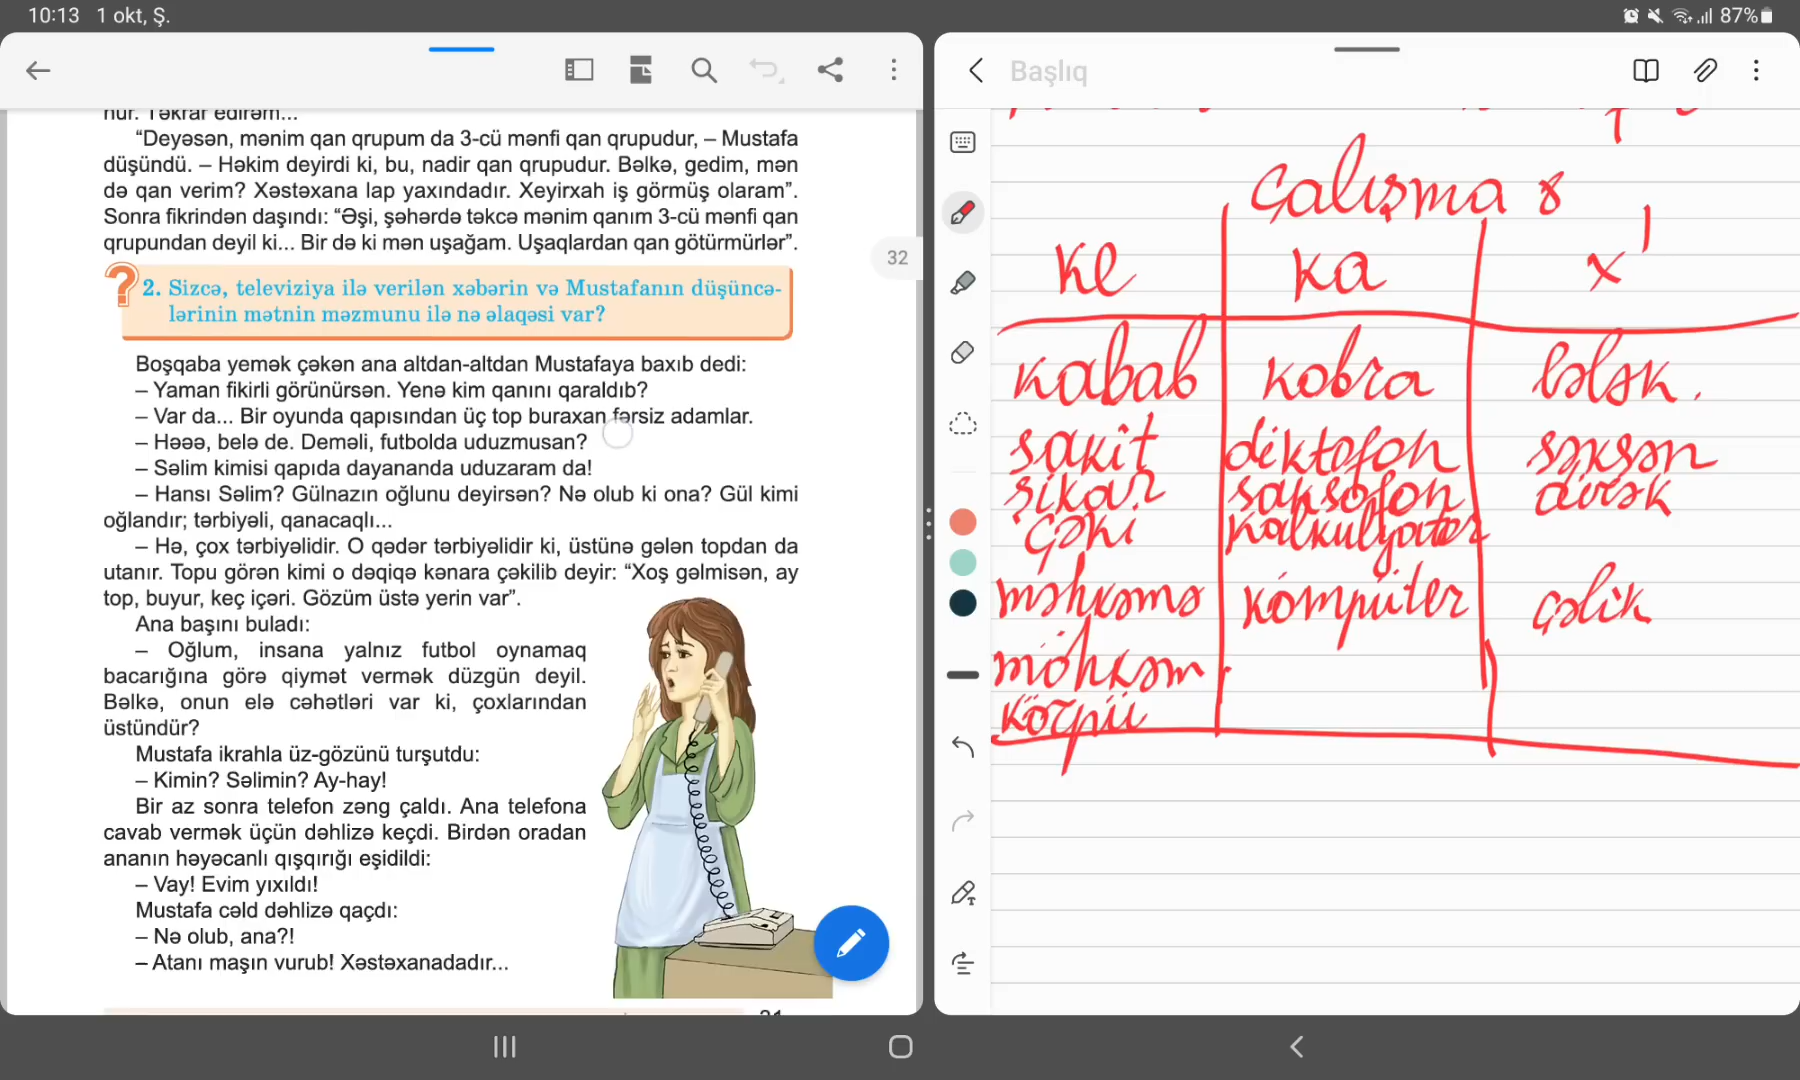 10:13 1 okt, Ş.
87%
nur. Təkrar edirəm...
“Deyəsən, mənim qan qrupum da 3-cü mənfi qan qrupudur, – Mustafa
düşündü. – Həkim deyirdi ki, bu, nadir qan qrupudur. Bəlkə, gedim, mən
də qan verim? Xəstəxana lap yaxındadır. Xeyirxah iş görmüş olaram”.
Sonra fikrindən daşındı: “Əşi, şəhərdə təkcə mənim qanım 3-cü mənfi qan
qrupundan deyil ki... Bir də ki mən uşağam. Uşaqlardan qan götürmürlər”.
32
? 2. Sizcə, televiziya ilə verilən xəbərin və Mustafanın düşüncə-
lərinin mətnin məzmunu ilə nə əlaqəsi var?
Boşqaba yemək çəkən ana altdan-altdan Mustafaya baxıb dedi:
– Yaman fikirli görünürsən. Yenə kim qanını qaraldıb?
– Var da... Bir oyunda qapısından üç top buraxan fərsiz adamlar.
– Həəə, belə de. Deməli, futbolda uduzmusan?
– Səlim kimisi qapıda dayananda uduzaram da!
– Hansı Səlim? Gülnazın oğlunu deyirsən? Nə olub ki ona? Gül kimi
oğlandır; tərbiyəli, qanacaqlı...
– Hə, çox tərbiyəlidir. O qədər tərbiyəlidir ki, üstünə gələn topdan da
utanır. Topu görən kimi o dəqiqə kənara çəkilib deyir: “Xoş gəlmisən, ay
top, buyur, keç içəri. Gözüm üstə yerin var”.
Ana başını buladı:
– Oğlum, insana yalnız futbol oynamaq
bacarığına görə qiymət vermək düzgün deyil.
Bəlkə, onun elə cəhətləri var ki, çoxlarından
üstündür?
Mustafa ikrahla üz-gözünü turşutdu:
– Kimin? Səlimin? Ay-hay!
Bir az sonra telefon zəng çaldı. Ana telefona
cavab vermək üçün dəhlizə keçdi. Birdən oradan
ananın həyəcanlı qışqırığı eşidildi:
– Vay! Evim yıxıldı!
Mustafa cəld dəhlizə qaçdı:
– Nə olub, ana?!
– Atanı maşın vurub! Xəstəxanadadır...
Başlıq
Çalışma 8
ke ka x'
kabab kobra ləlák.
sakit diktofon səksən
şikar saksofon dirək
çəki kalkulyator
məhkəmə kompüter çəlik
möhkəm
körpü